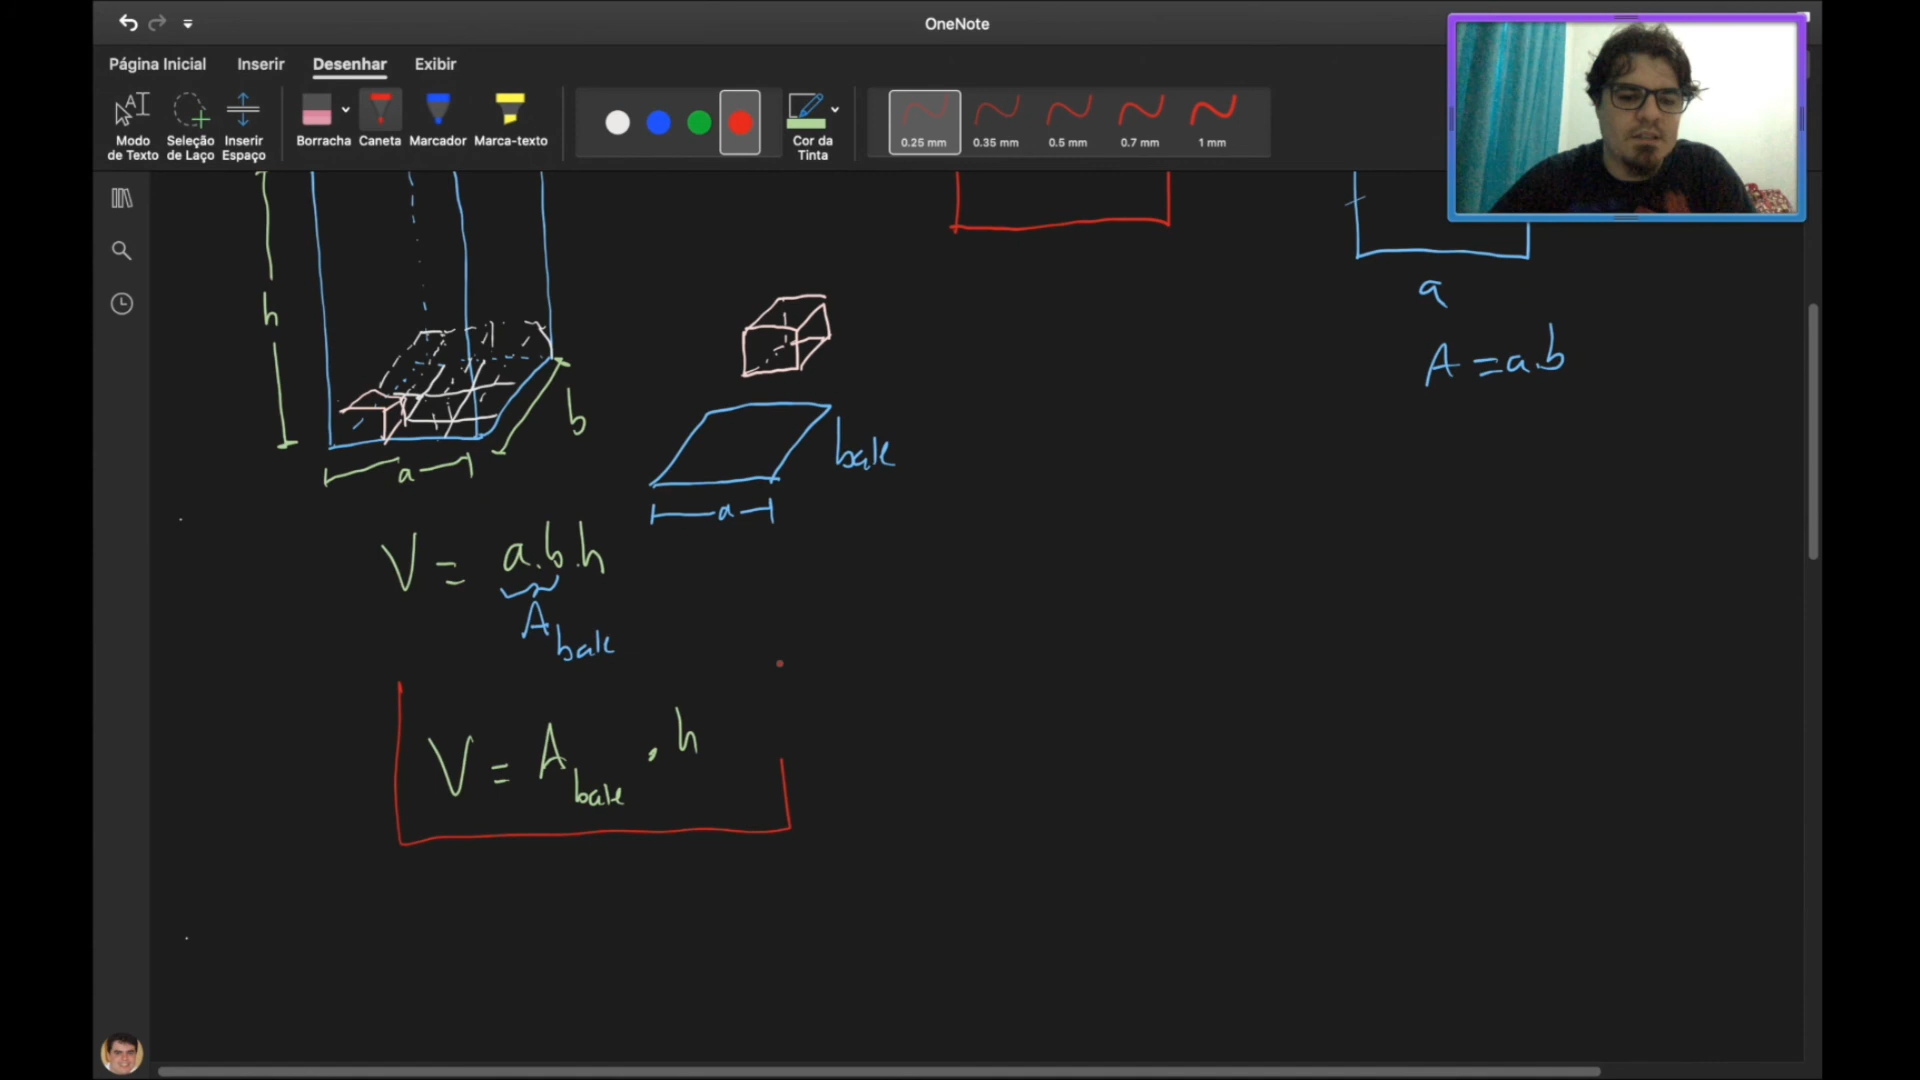 OneNote
Página Inicial Inserir Desenhar Exibir
Modo de Texto
Seleção de Laço
Inserir Espaço
Borracha
Caneta
Marcador
Marca-texto
Cor da Tinta
0.25 mm
0.35 mm
0.5 mm
0.7 mm
1 mm
h
b
a
base
a
a
A = a.b
V = a.b.h
A base
V = A base . h